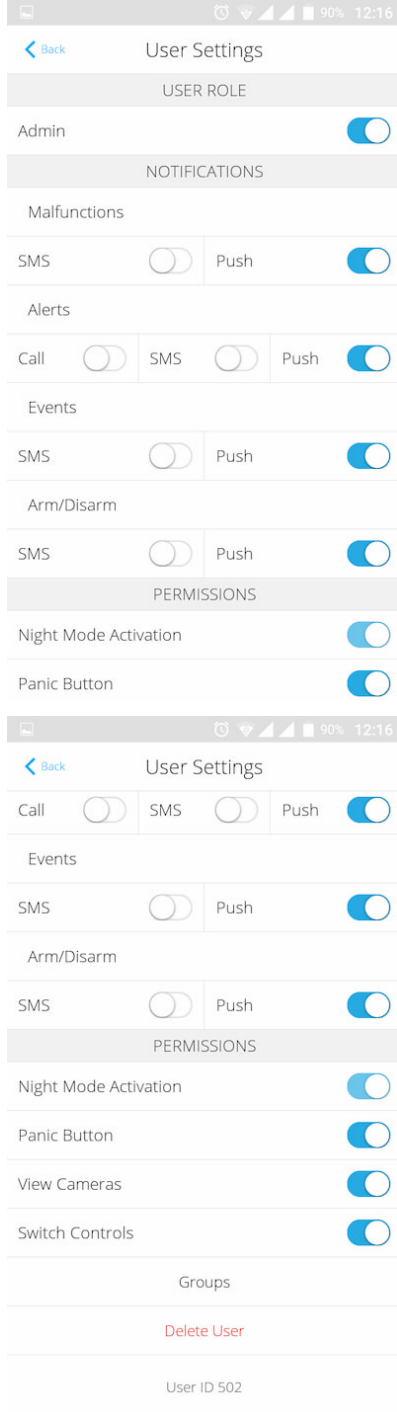 90% 12:16
Back User Settings
USER ROLE
Admin
NOTIFICATIONS
Malfunctions
SMS Push
Alerts
Call SMS Push
Events
SMS Push
Arm/Disarm
SMS Push
PERMISSIONS
Night Mode Activation
Panic Button
90% 12:16
Back User Settings
Call SMS Push
Events
SMS Push
Arm/Disarm
SMS Push
PERMISSIONS
Night Mode Activation
Panic Button
View Cameras
Switch Controls
Groups
Delete User
User ID 502